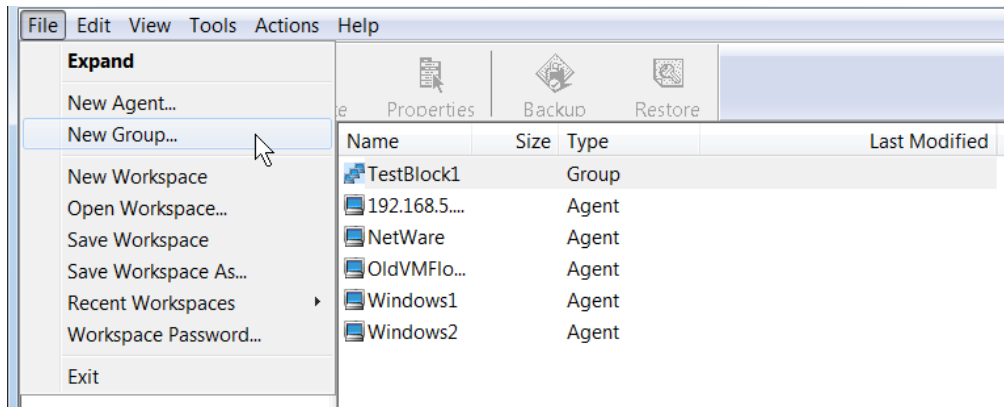 File Edit View Tools Actions Help
Expand
New Agent...
New Group...
New Workspace
Open Workspace...
Save Workspace
Save Workspace As...
Recent Workspaces
Workspace Password...
Exit
Properties Backup Restore
Name Size Type Last Modified
TestBlock1 Group
192.168.5.... Agent
NetWare Agent
OldVMFlo... Agent
Windows1 Agent
Windows2 Agent